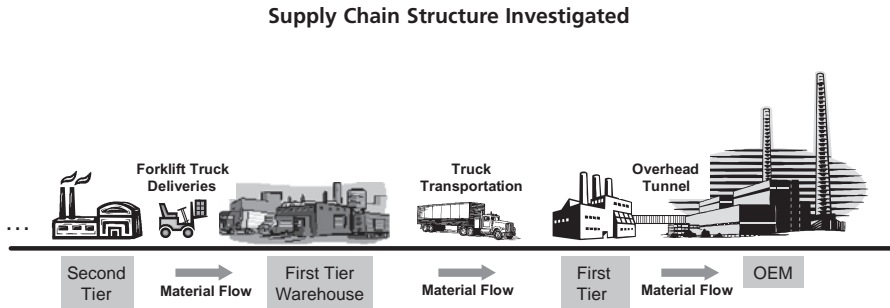 Supply Chain Structure Investigated
Forklift Truck
Deliveries
Truck
Transportation
Overhead
Tunnel
...
Second
Tier
Material Flow
First Tier
Warehouse
Material Flow
First
Tier
Material Flow
OEM